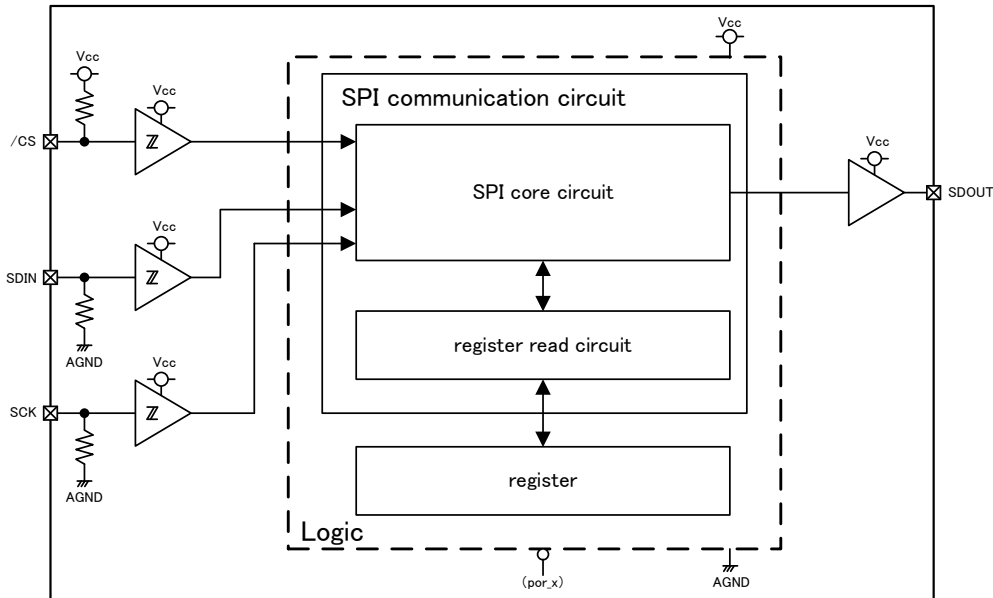 Vcc
Vcc
Vcc
SPI communication circuit
/CS
Vcc
SPI core circuit
SDOUT
Vcc
SDIN
AGND
register read circuit
Vcc
SCK
AGND
register
Logic
(por_x)
AGND